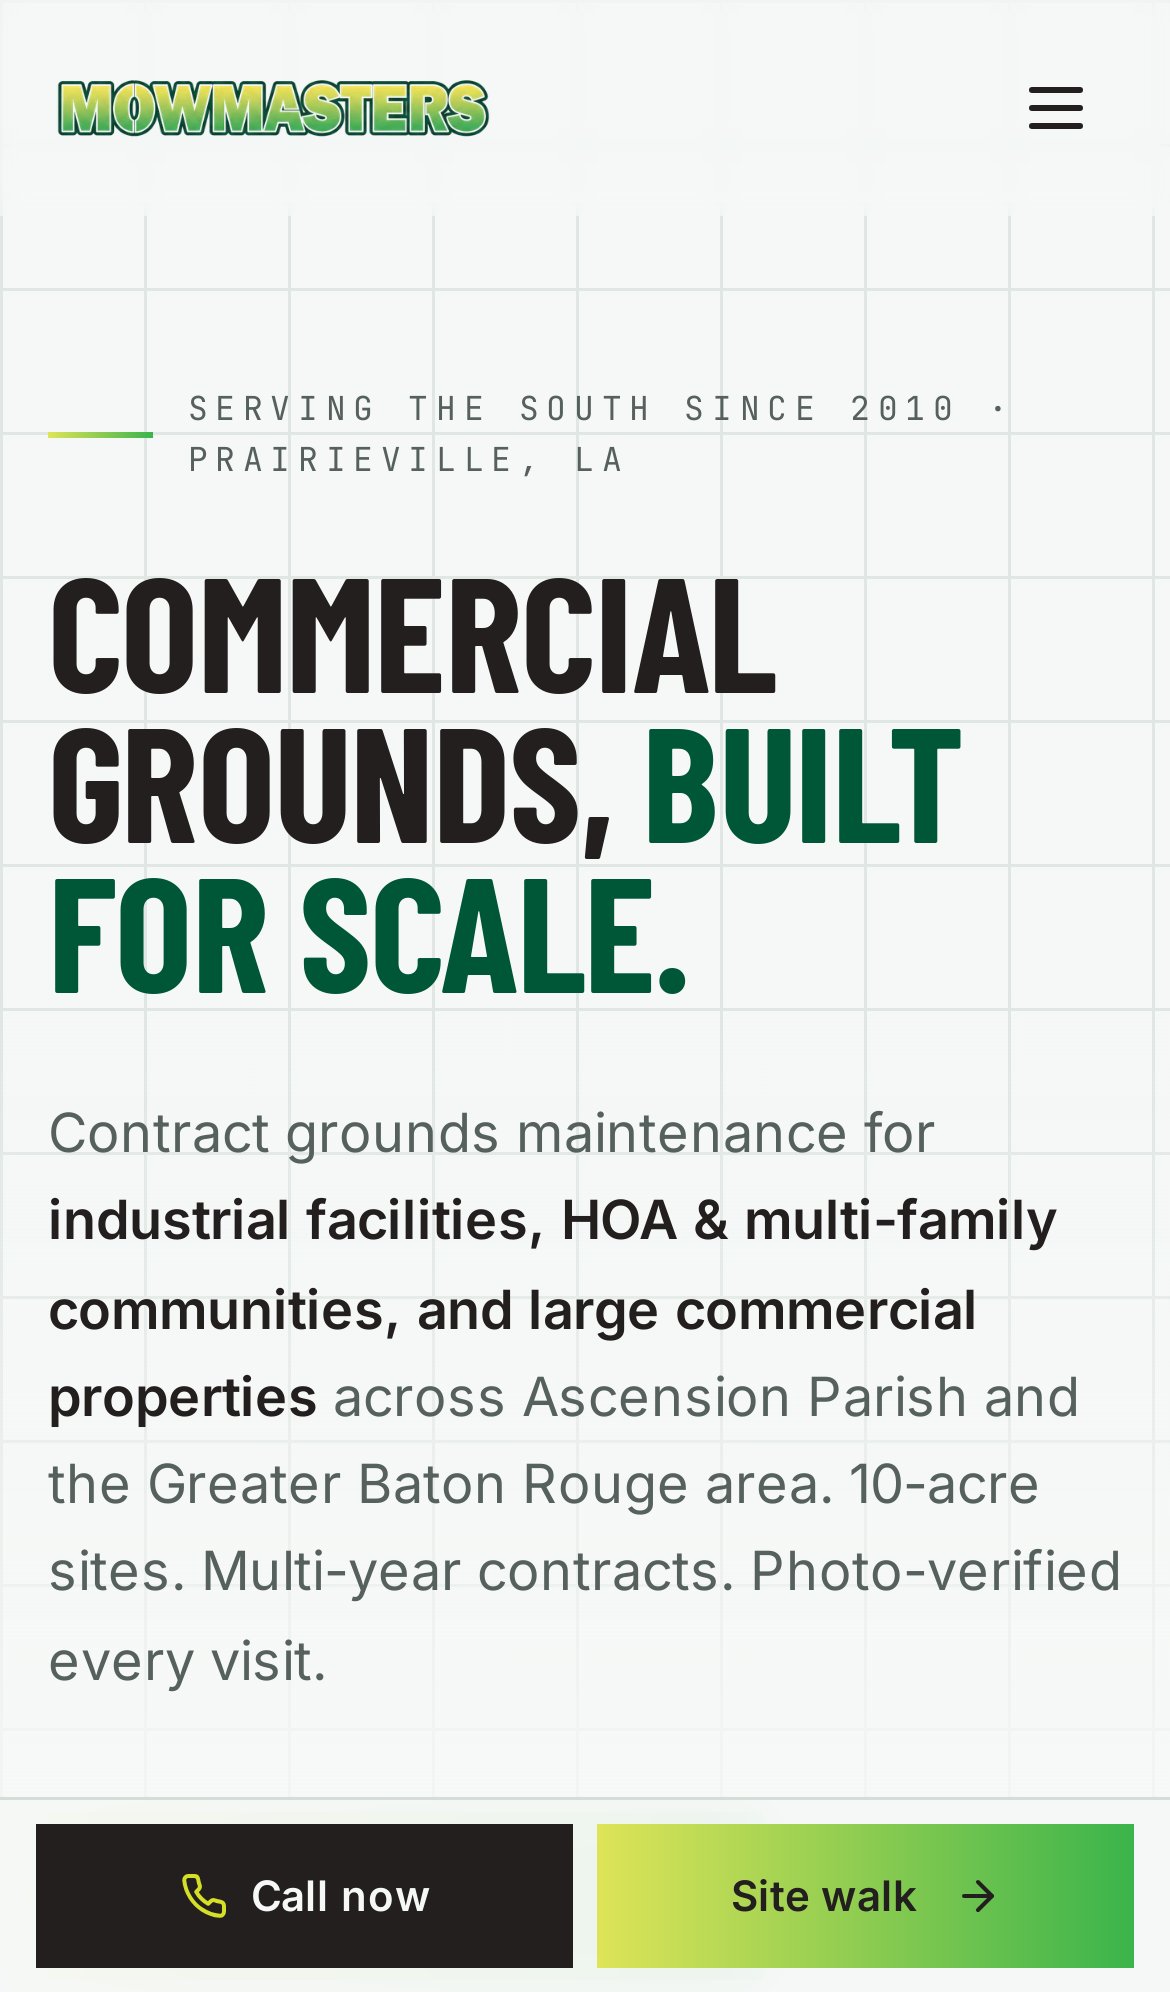 MOWMASTERS
SERVING THE SOUTH SINCE 2010 ·
PRAIRIEVILLE, LA
COMMERCIAL
GROUNDS, BUILT
FOR SCALE.
Contract grounds maintenance for
industrial facilities, HOA & multi-family
communities, and large commercial
properties across Ascension Parish and
the Greater Baton Rouge area. 10-acre
sites. Multi-year contracts. Photo-verified
every visit.
Call now
Site walk →